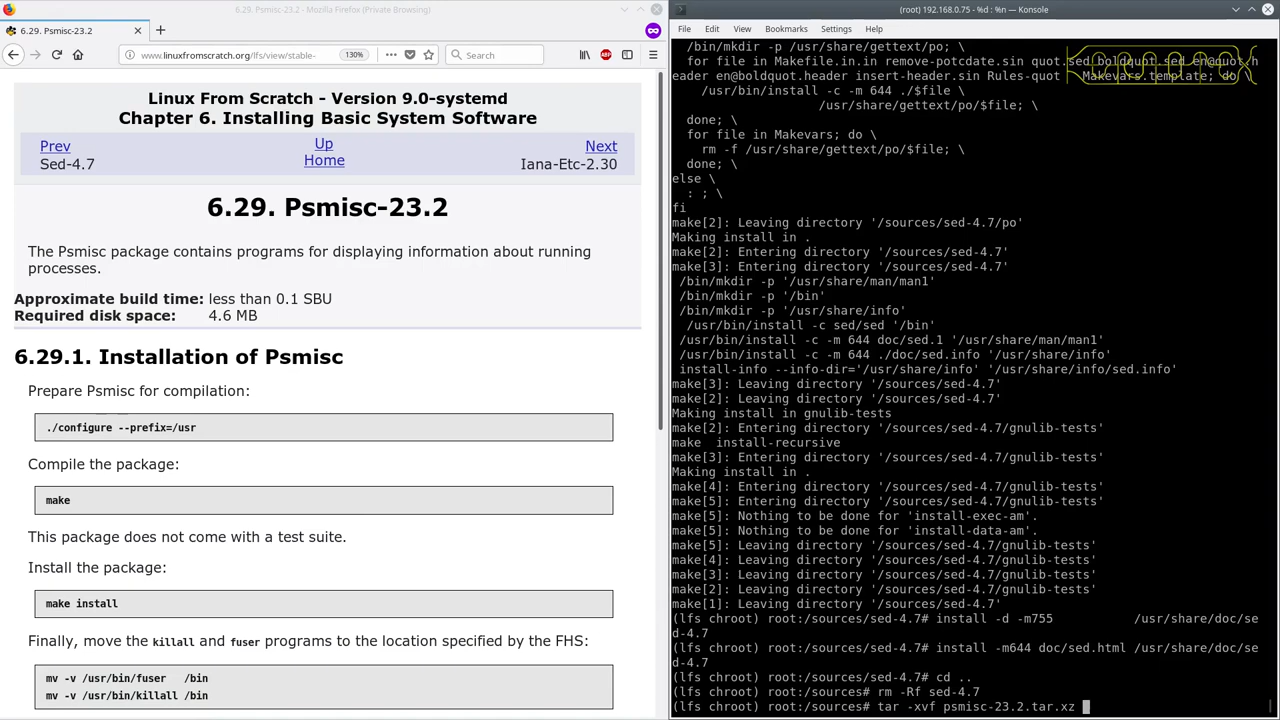 6.29. Psmisc-23.2 - Mozilla Firefox (Private Browsing)
6.29. Psmisc-23.2
www.linuxfromscratch.org/lfs/view/stable-
130%
Search
ABP
Linux From Scratch - Version 9.0-systemd
Chapter 6. Installing Basic System Software
Prev
Up
Next
Sed-4.7
Home
Iana-Etc-2.30
6.29. Psmisc-23.2
The Psmisc package contains programs for displaying information about running
processes.
Approximate build time: less than 0.1 SBU
Required disk space: 4.6 MB
6.29.1. Installation of Psmisc
Prepare Psmisc for compilation:
./configure --prefix=/usr
Compile the package:
make
This package does not come with a test suite.
Install the package:
make install
Finally, move the killall and fuser programs to the location specified by the FHS:
mv -v /usr/bin/fuser   /bin
mv -v /usr/bin/killall /bin
(root) 192.168.0.75 - %d : %n — Konsole
File Edit View Bookmarks Settings Help
/bin/mkdir -p /usr/share/gettext/po; \
for file in Makefile.in.in remove-potcdate.sin quot.sed boldquot.sed en@quot.h
eader en@boldquot.header insert-header.sin Rules-quot   Makevars.template; do \
/usr/bin/install -c -m 644 ./$file \
/usr/share/gettext/po/$file; \
done; \
for file in Makevars; do \
rm -f /usr/share/gettext/po/$file; \
done; \
else \
: ; \
fi
make[2]: Leaving directory '/sources/sed-4.7/po'
Making install in .
make[2]: Entering directory '/sources/sed-4.7'
make[3]: Entering directory '/sources/sed-4.7'
/bin/mkdir -p '/usr/share/man/man1'
/bin/mkdir -p '/bin'
/bin/mkdir -p '/usr/share/info'
/usr/bin/install -c sed/sed '/bin'
/usr/bin/install -c -m 644 doc/sed.1 '/usr/share/man/man1'
/usr/bin/install -c -m 644 ./doc/sed.info '/usr/share/info'
install-info --info-dir='/usr/share/info' '/usr/share/info/sed.info'
make[3]: Leaving directory '/sources/sed-4.7'
make[2]: Leaving directory '/sources/sed-4.7'
Making install in gnulib-tests
make[2]: Entering directory '/sources/sed-4.7/gnulib-tests'
make  install-recursive
make[3]: Entering directory '/sources/sed-4.7/gnulib-tests'
Making install in .
make[4]: Entering directory '/sources/sed-4.7/gnulib-tests'
make[5]: Entering directory '/sources/sed-4.7/gnulib-tests'
make[5]: Nothing to be done for 'install-exec-am'.
make[5]: Nothing to be done for 'install-data-am'.
make[5]: Leaving directory '/sources/sed-4.7/gnulib-tests'
make[4]: Leaving directory '/sources/sed-4.7/gnulib-tests'
make[3]: Leaving directory '/sources/sed-4.7/gnulib-tests'
make[2]: Leaving directory '/sources/sed-4.7/gnulib-tests'
make[1]: Leaving directory '/sources/sed-4.7'
(lfs chroot) root:/sources/sed-4.7# install -d -m755           /usr/share/doc/se
d-4.7
(lfs chroot) root:/sources/sed-4.7# install -m644 doc/sed.html /usr/share/doc/se
d-4.7
(lfs chroot) root:/sources/sed-4.7# cd ..
(lfs chroot) root:/sources# rm -Rf sed-4.7
(lfs chroot) root:/sources# tar -xvf psmisc-23.2.tar.xz